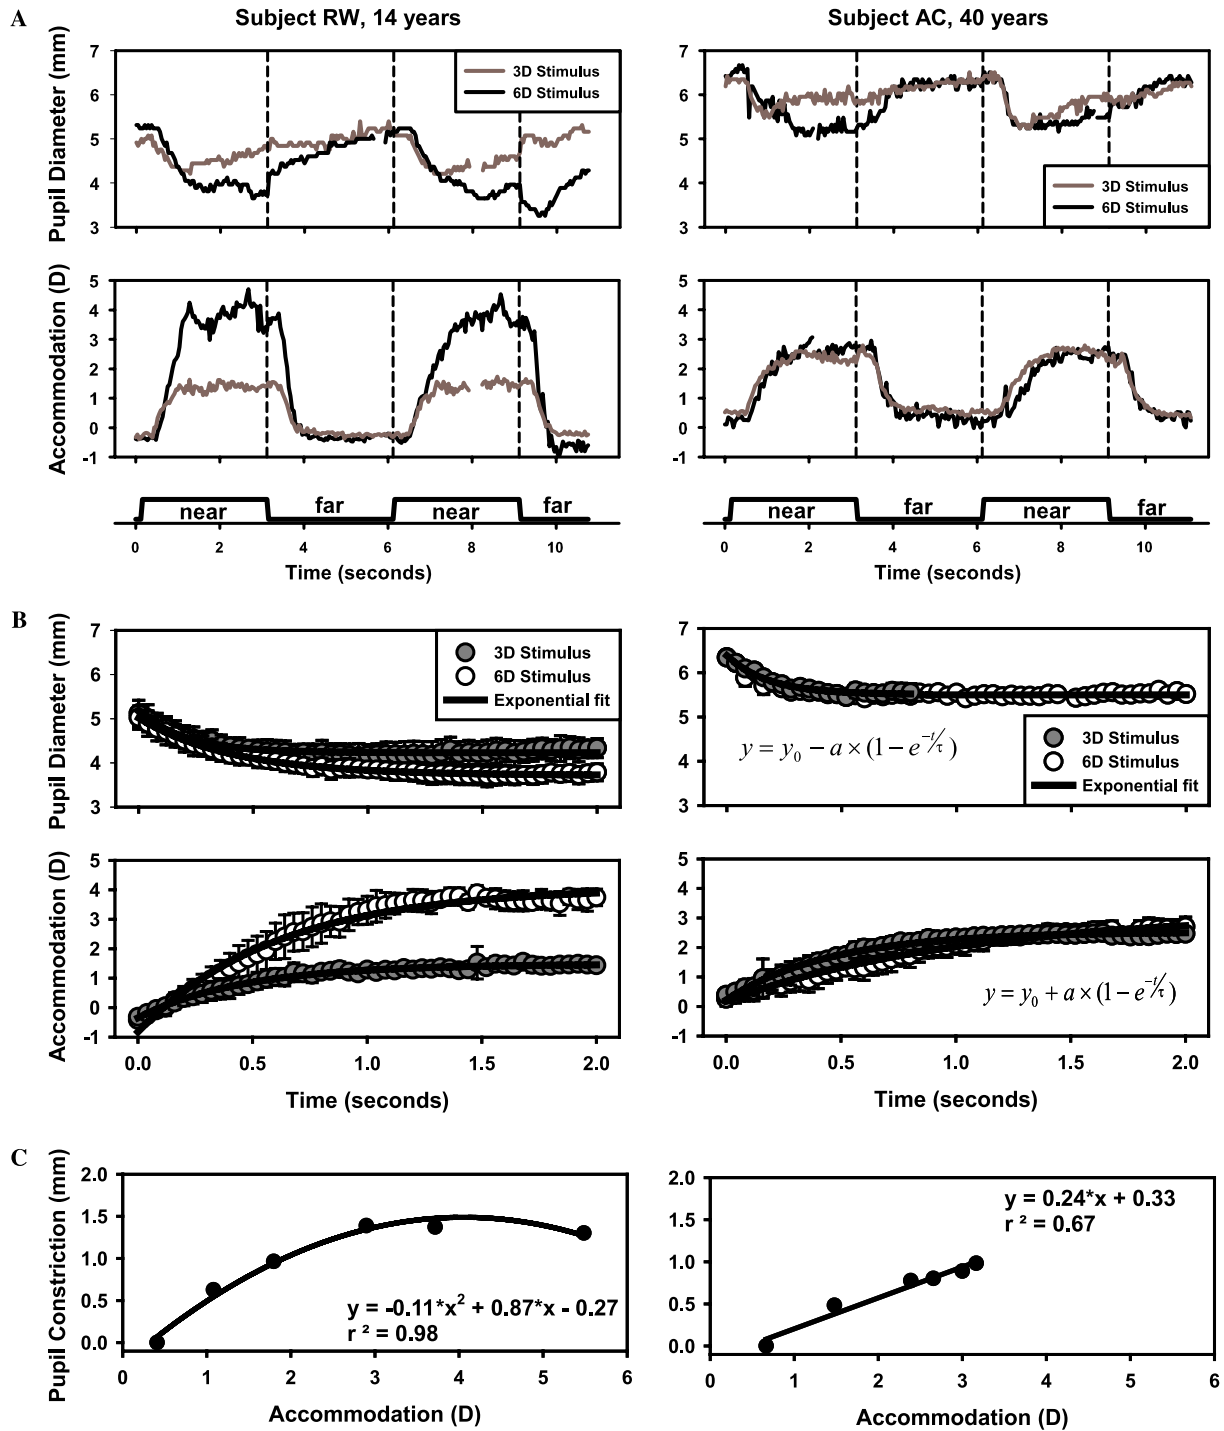 A
Subject RW, 14 years
Subject AC, 40 years
Pupil Diameter (mm)
7
6
5
4
3
3D Stimulus
6D Stimulus
7
6
5
4
3
3D Stimulus
6D Stimulus
Accommodation (D)
5
4
3
2
1
0
-1
5
4
3
2
1
0
-1
near
far
near
far
near
far
near
far
0 2 4 6 8 10
0 2 4 6 8 10
Time (seconds)
Time (seconds)
B
Pupil Diameter (mm)
7
6
5
4
3
3D Stimulus
6D Stimulus
Exponential fit
7
6
5
4
3
y = y₀ − a × (1 − e^(−t/τ))
3D Stimulus
6D Stimulus
Exponential fit
Accommodation (D)
5
4
3
2
1
0
-1
5
4
3
2
1
0
-1
y = y₀ + a × (1 − e^(−t/τ))
0.0 0.5 1.0 1.5 2.0
0.0 0.5 1.0 1.5 2.0
Time (seconds)
Time (seconds)
C
Pupil Constriction (mm)
2.0
1.5
1.0
0.5
0.0
y = -0.11*x² + 0.87*x - 0.27
r ² = 0.98
2.0
1.5
1.0
0.5
0.0
y = 0.24*x + 0.33
r ² = 0.67
0 1 2 3 4 5 6
0 1 2 3 4 5 6
Accommodation (D)
Accommodation (D)